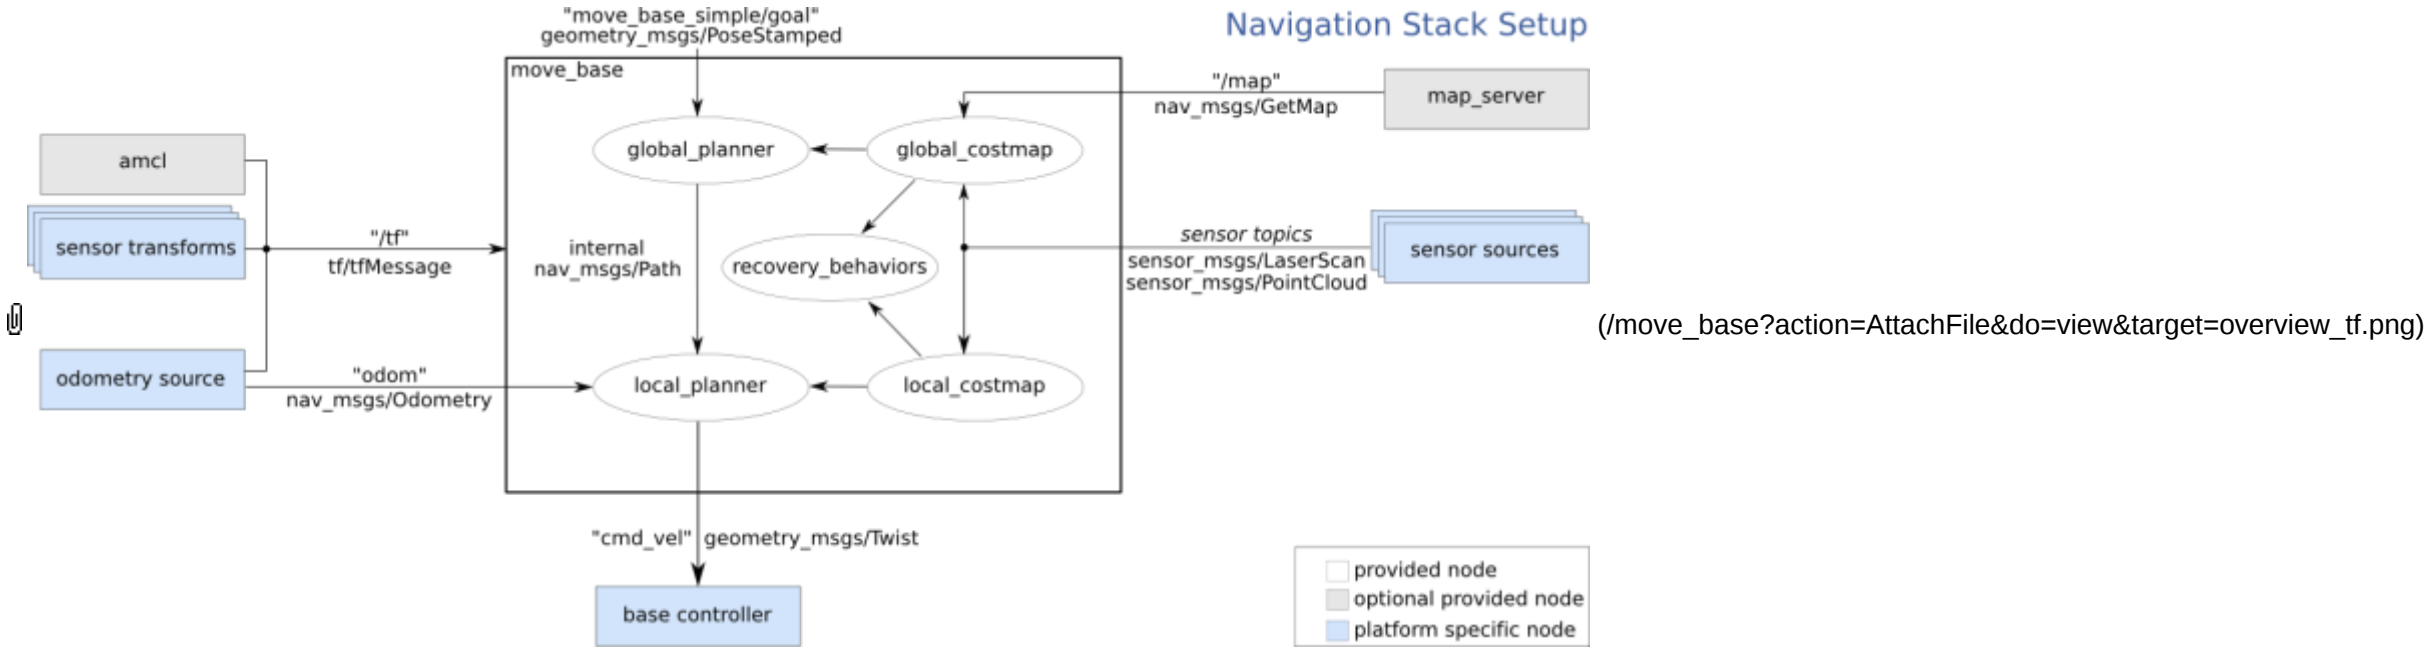 "move_base_simple/goal"
geometry_msgs/PoseStamped
Navigation Stack Setup
move_base
"/map"
nav_msgs/GetMap
map_server
amcl
global_planner
global_costmap
sensor transforms
"/tf"
tf/tfMessage
internal
nav_msgs/Path
recovery_behaviors
sensor topics
sensor_msgs/LaserScan
sensor_msgs/PointCloud
sensor sources
(/move_base?action=AttachFile&do=view&target=overview_tf.png)
odometry source
"odom"
nav_msgs/Odometry
local_planner
local_costmap
"cmd_vel" geometry_msgs/Twist
base controller
provided node
optional provided node
platform specific node